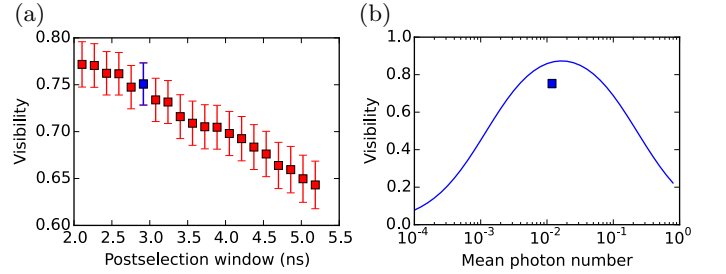 (a)
0.80
0.75
0.70
0.65
0.60
Visibility
2.0 2.5 3.0 3.5 4.0 4.5 5.0 5.5
Postselection window (ns)
(b)
1.0
0.8
0.6
0.4
0.2
0.0
Visibility
10⁻⁴ 10⁻³ 10⁻² 10⁻¹ 10⁰
Mean photon number